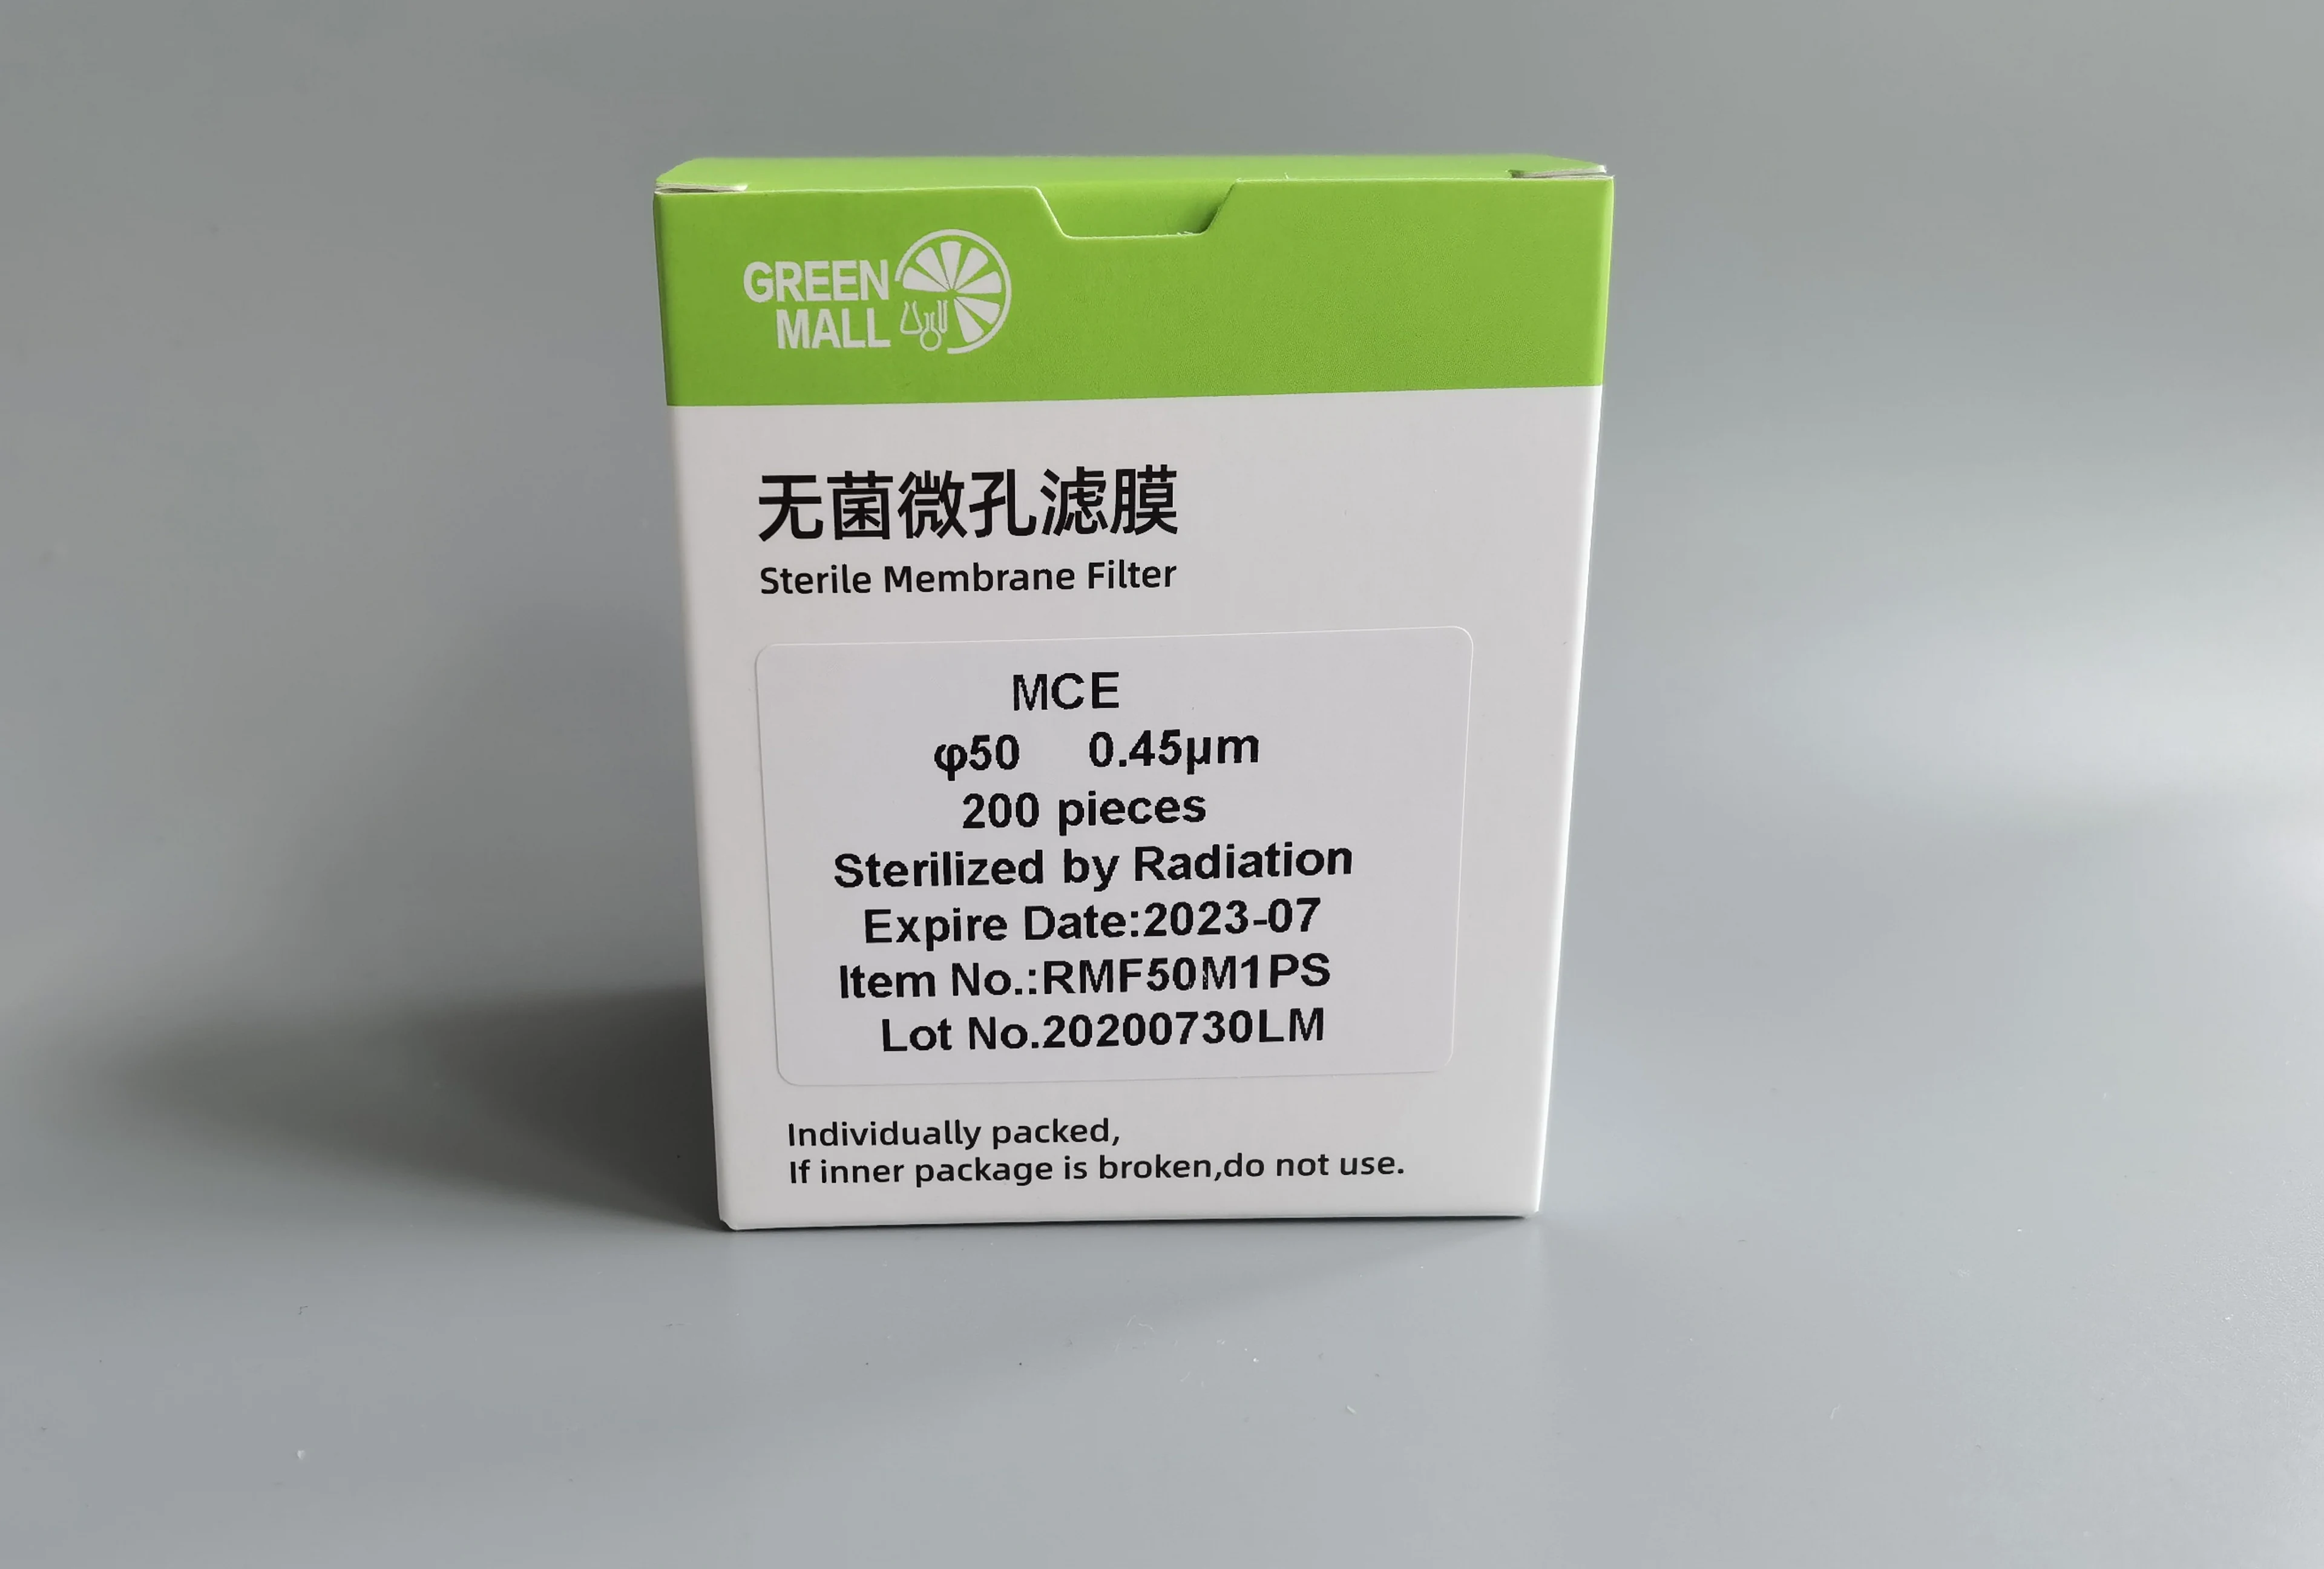 GREEN
MALL
无菌微孔滤膜
Sterile Membrane Filter
MCE
φ50 0.45μm
200 pieces
Sterilized by Radiation
Expire Date:2023-07
Item No.:RMF50M1PS
Lot No.20200730LM
Individually packed,
If inner package is broken,do not use.